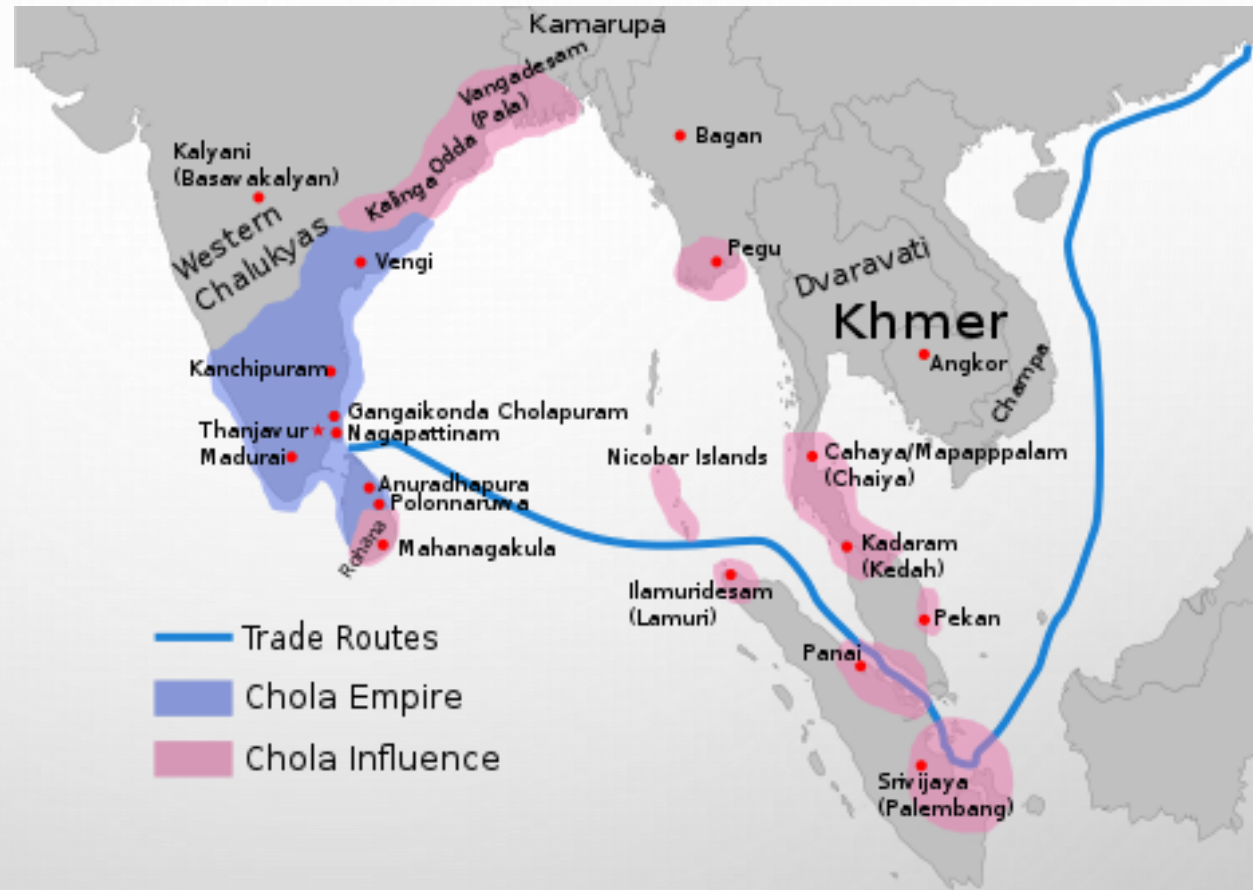 Kamarupa
Vangadesam
(Pala)
Odda
Kalinga
Bagan
Kalyani
(Basavakalyan)
Western
Chalukyas
Vengi
Pegu
Dvaravati
Khmer
Angkor
Champa
Kanchipuram
Gangaikonda Cholapuram
Thanjavur
Nagapattinam
Madurai
Nicobar Islands
Cahaya/Mapapppalam
(Chaiya)
Anuradhapura
Polonnaruwa
Rohana
Mahanagakula
Kadaram
(Kedah)
Ilamuridesam
(Lamuri)
Pekan
Panai
Srivijaya
(Palembang)
Trade Routes
Chola Empire
Chola Influence